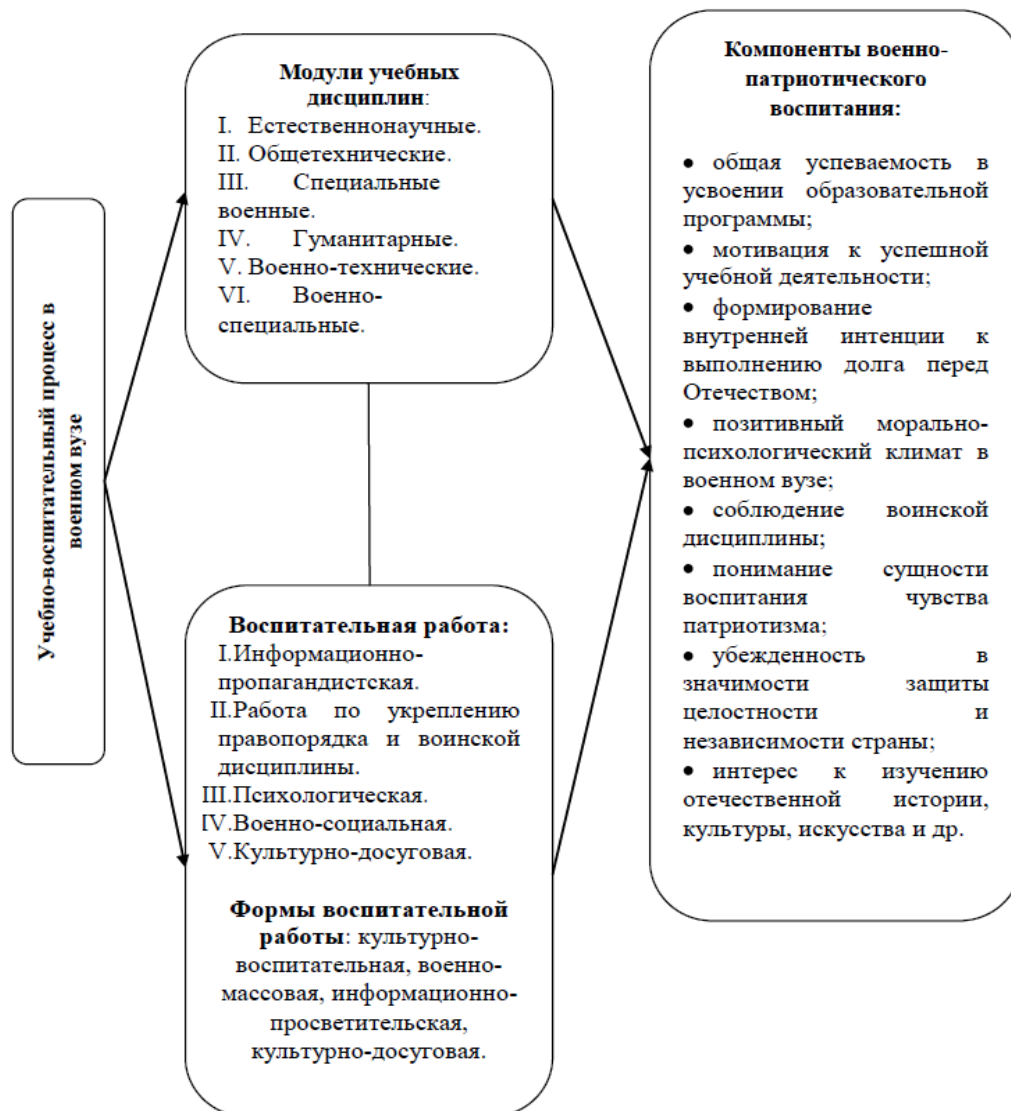 Учебно-воспитательный процесс в
военном вузе
Модули учебных
дисциплин:
I. Естественнонаучные.
II. Общетехнические.
III. Специальные
военные.
IV. Гуманитарные.
V. Военно-технические.
VI. Военно-
специальные.
Воспитательная работа:
I.Информационно-
пропагандистская.
II.Работа по укреплению
правопорядка и воинской
дисциплины.
III.Психологическая.
IV.Военно-социальная.
V.Культурно-досуговая.
Формы воспитательной
работы: культурно-
воспитательная, военно-
массовая, информационно-
просветительская,
культурно-досуговая.
Компоненты военно-
патриотического
воспитания:
• общая успеваемость в
усвоении образовательной
программы;
• мотивация к успешной
учебной деятельности;
• формирование
внутренней интенции к
выполнению долга перед
Отечеством;
• позитивный морально-
психологический климат в
военном вузе;
• соблюдение воинской
дисциплины;
• понимание сущности
воспитания чувства
патриотизма;
• убежденность в
значимости защиты
целостности и
независимости страны;
• интерес к изучению
отечественной истории,
культуры, искусства и др.